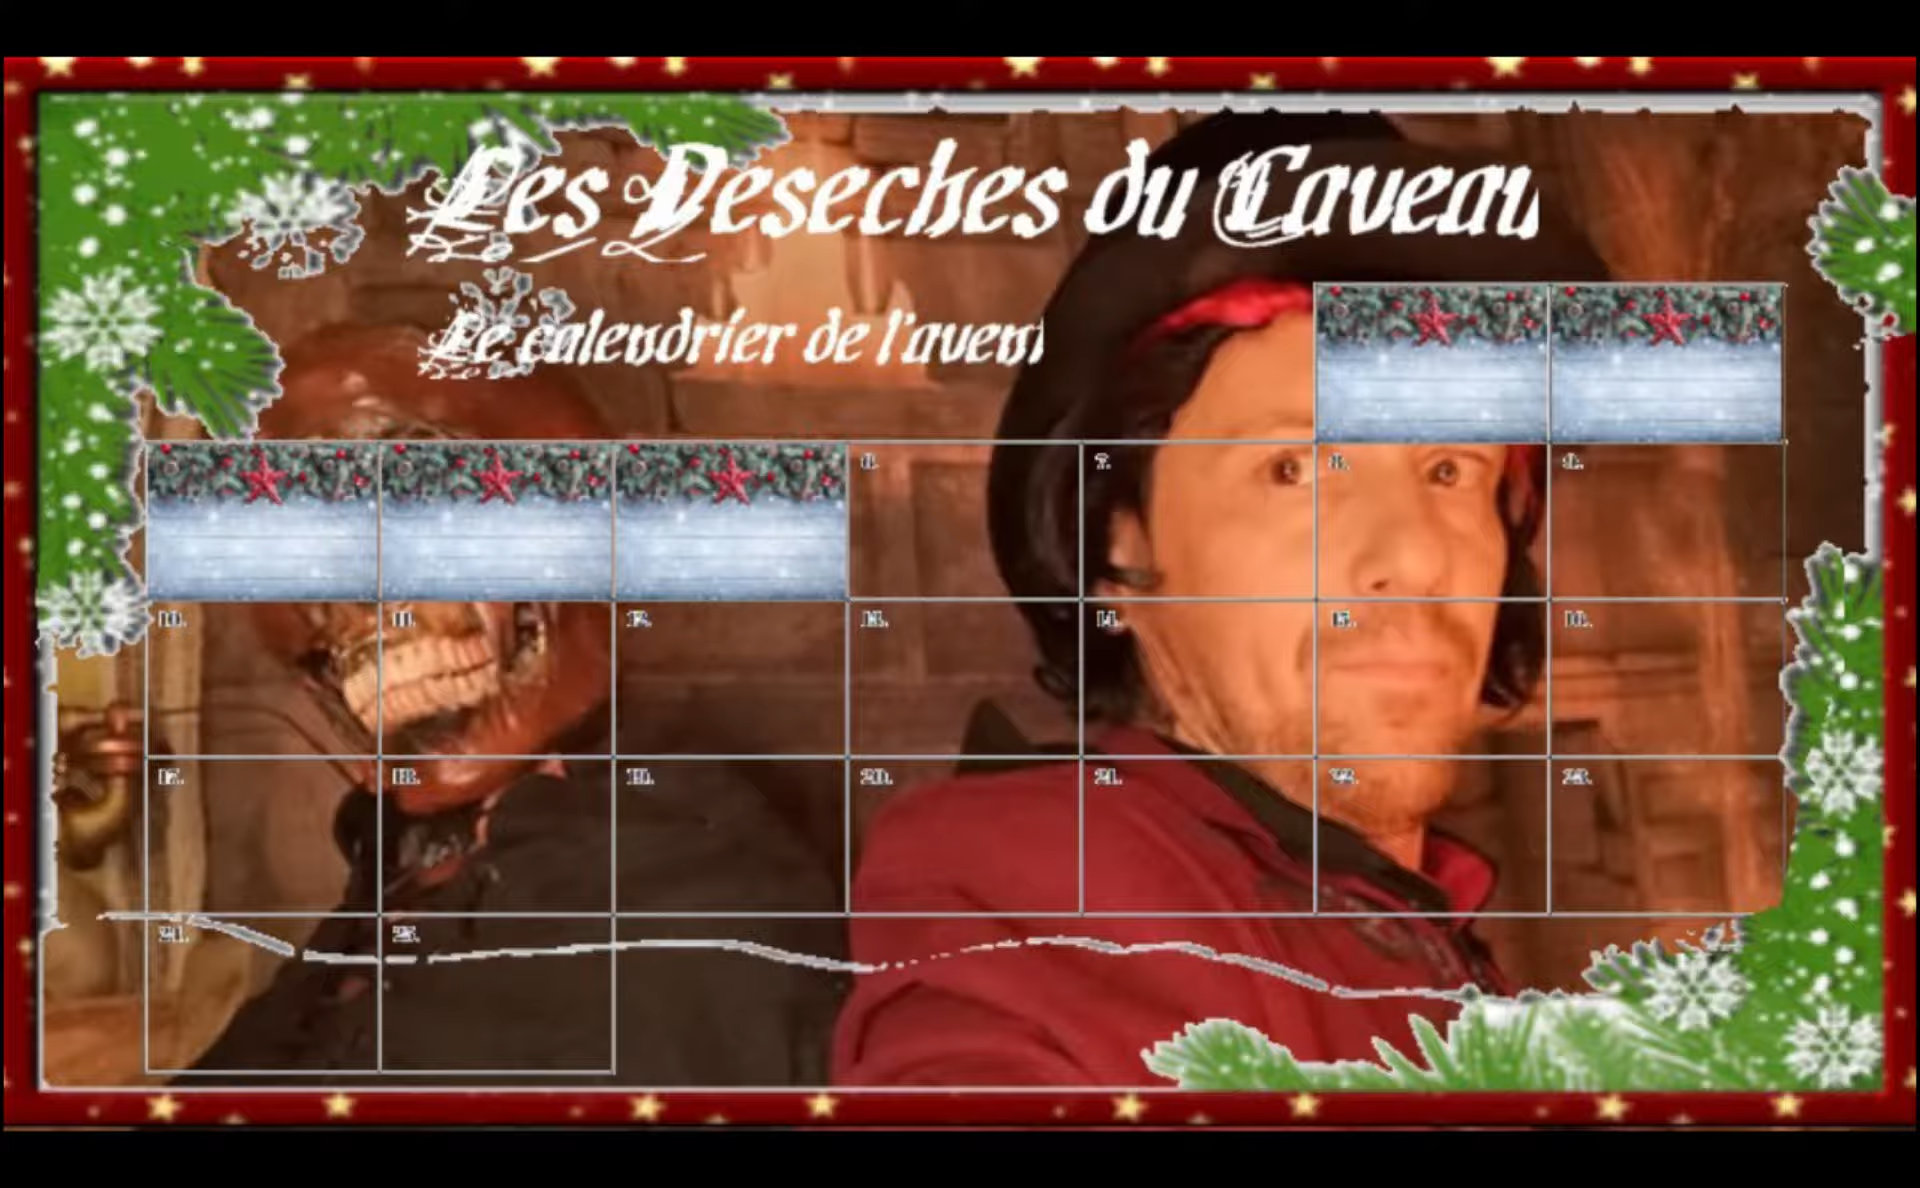 Les Deseches du Caveau
Le calendrier de l'avent
6. 7. 8. 9.
10. 11. 12. 13. 14. 15. 16.
17. 18. 19. 20. 21. 22. 23.
24. 25.